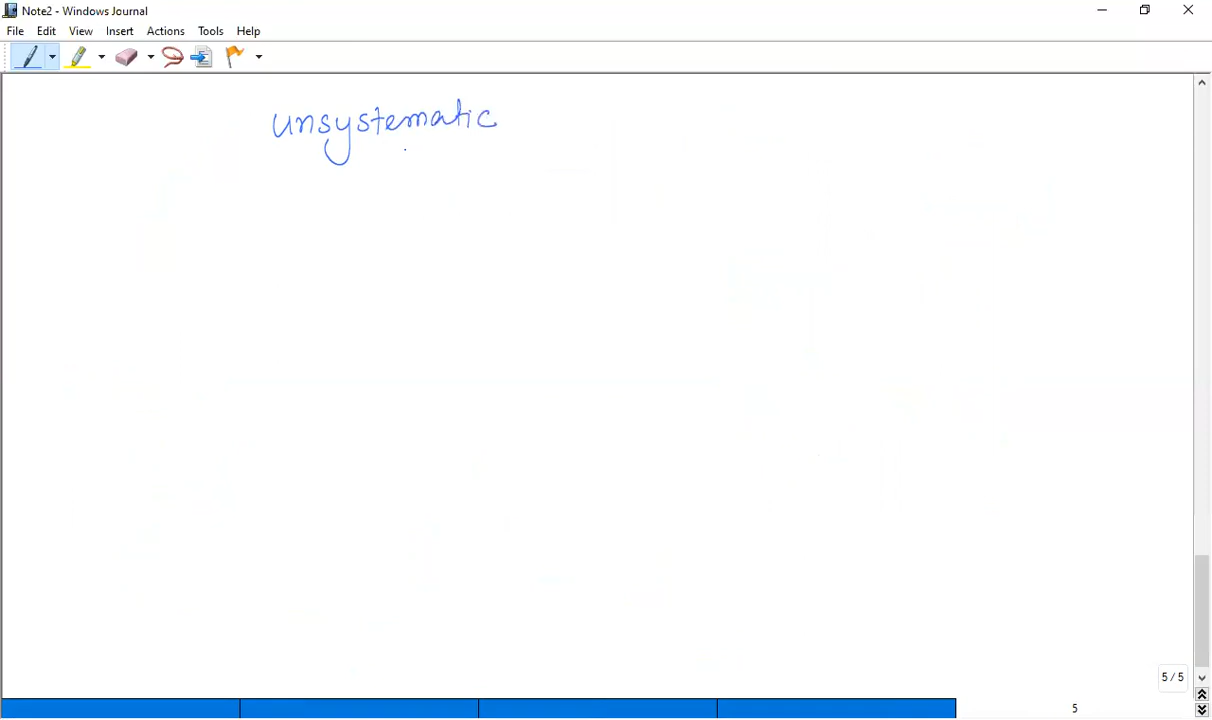 Note2 - Windows Journal
File Edit View Insert Actions Tools Help
unsystematic
5 / 5
5